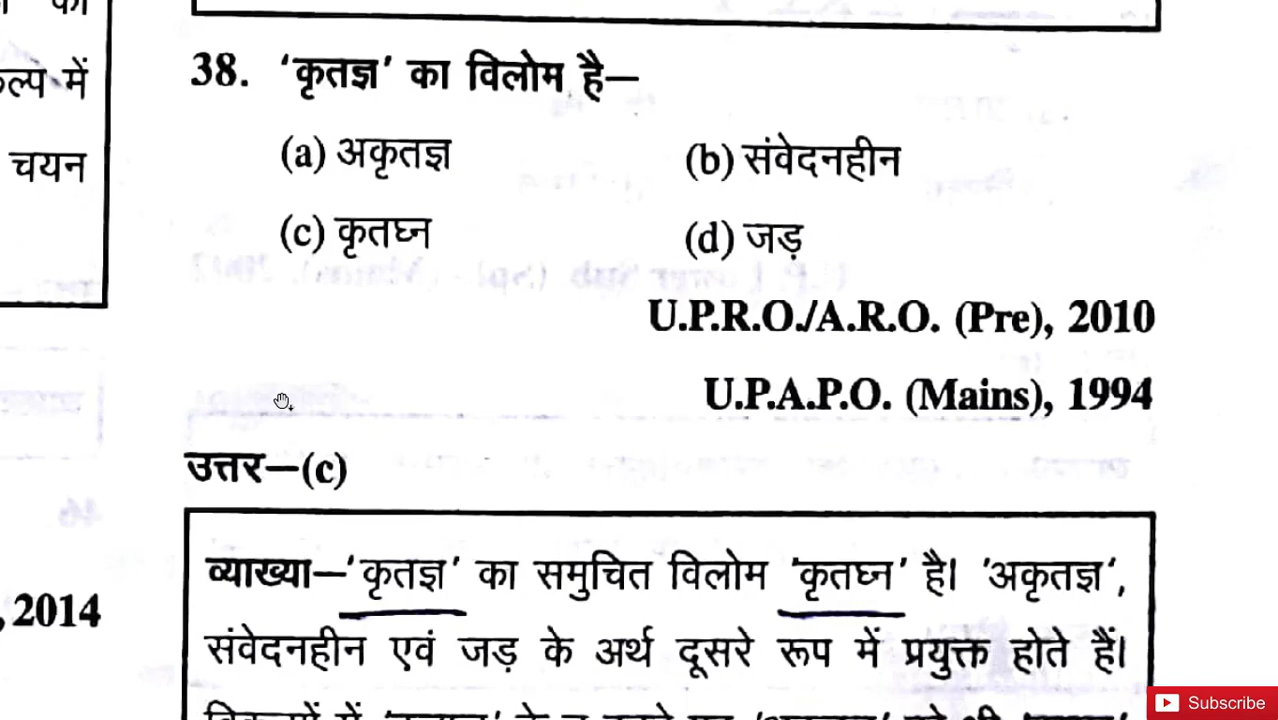 ल्प में
चयन
, 2014
38. 'कृतज्ञ' का विलोम है–
(a) अकृतज्ञ (b) संवेदनहीन
(c) कृतघ्न (d) जड़
U.P.R.O./A.R.O. (Pre), 2010
U.P.A.P.O. (Mains), 1994
उत्तर–(c)
व्याख्या–'कृतज्ञ' का समुचित विलोम 'कृतघ्न' है। 'अकृतज्ञ',
संवेदनहीन एवं जड़ के अर्थ दूसरे रूप में प्रयुक्त होते हैं।
Subscribe